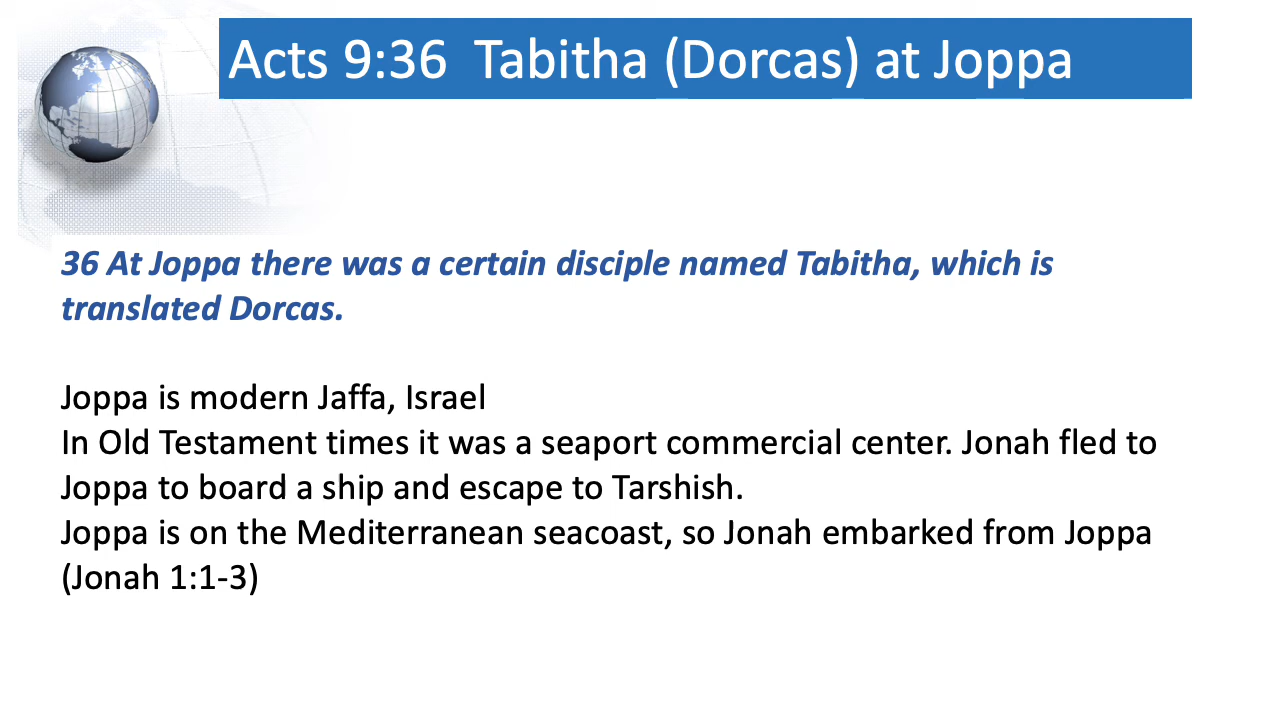 Acts 9:36  Tabitha (Dorcas) at Joppa
36 At Joppa there was a certain disciple named Tabitha, which is
translated Dorcas.
Joppa is modern Jaffa, Israel
In Old Testament times it was a seaport commercial center. Jonah fled to
Joppa to board a ship and escape to Tarshish.
Joppa is on the Mediterranean seacoast, so Jonah embarked from Joppa
(Jonah 1:1-3)